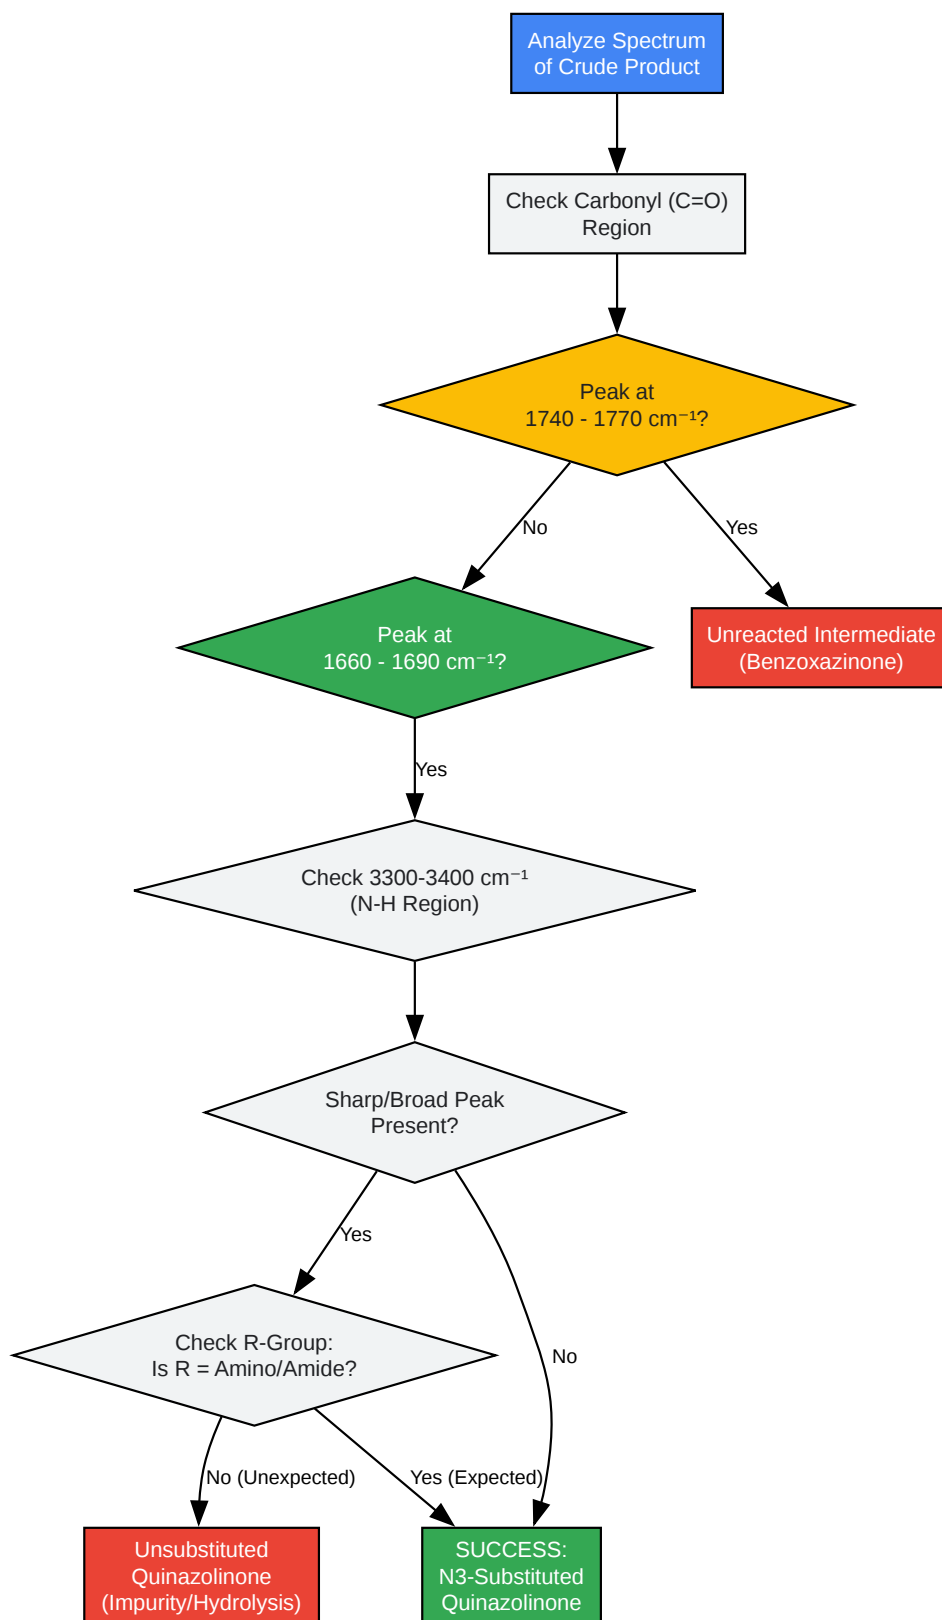 Analyze Spectrum
of Crude Product
Check Carbonyl (C=O)
Region
Peak at
1740 - 1770 cm⁻¹?
No
Yes
Peak at
1660 - 1690 cm⁻¹?
Unreacted Intermediate
(Benzoxazinone)
Yes
Check 3300-3400 cm⁻¹
(N-H Region)
Sharp/Broad Peak
Present?
Yes
No
Check R-Group:
Is R = Amino/Amide?
No (Unexpected)
Yes (Expected)
Unsubstituted
Quinazolinone
(Impurity/Hydrolysis)
SUCCESS:
N3-Substituted
Quinazolinone